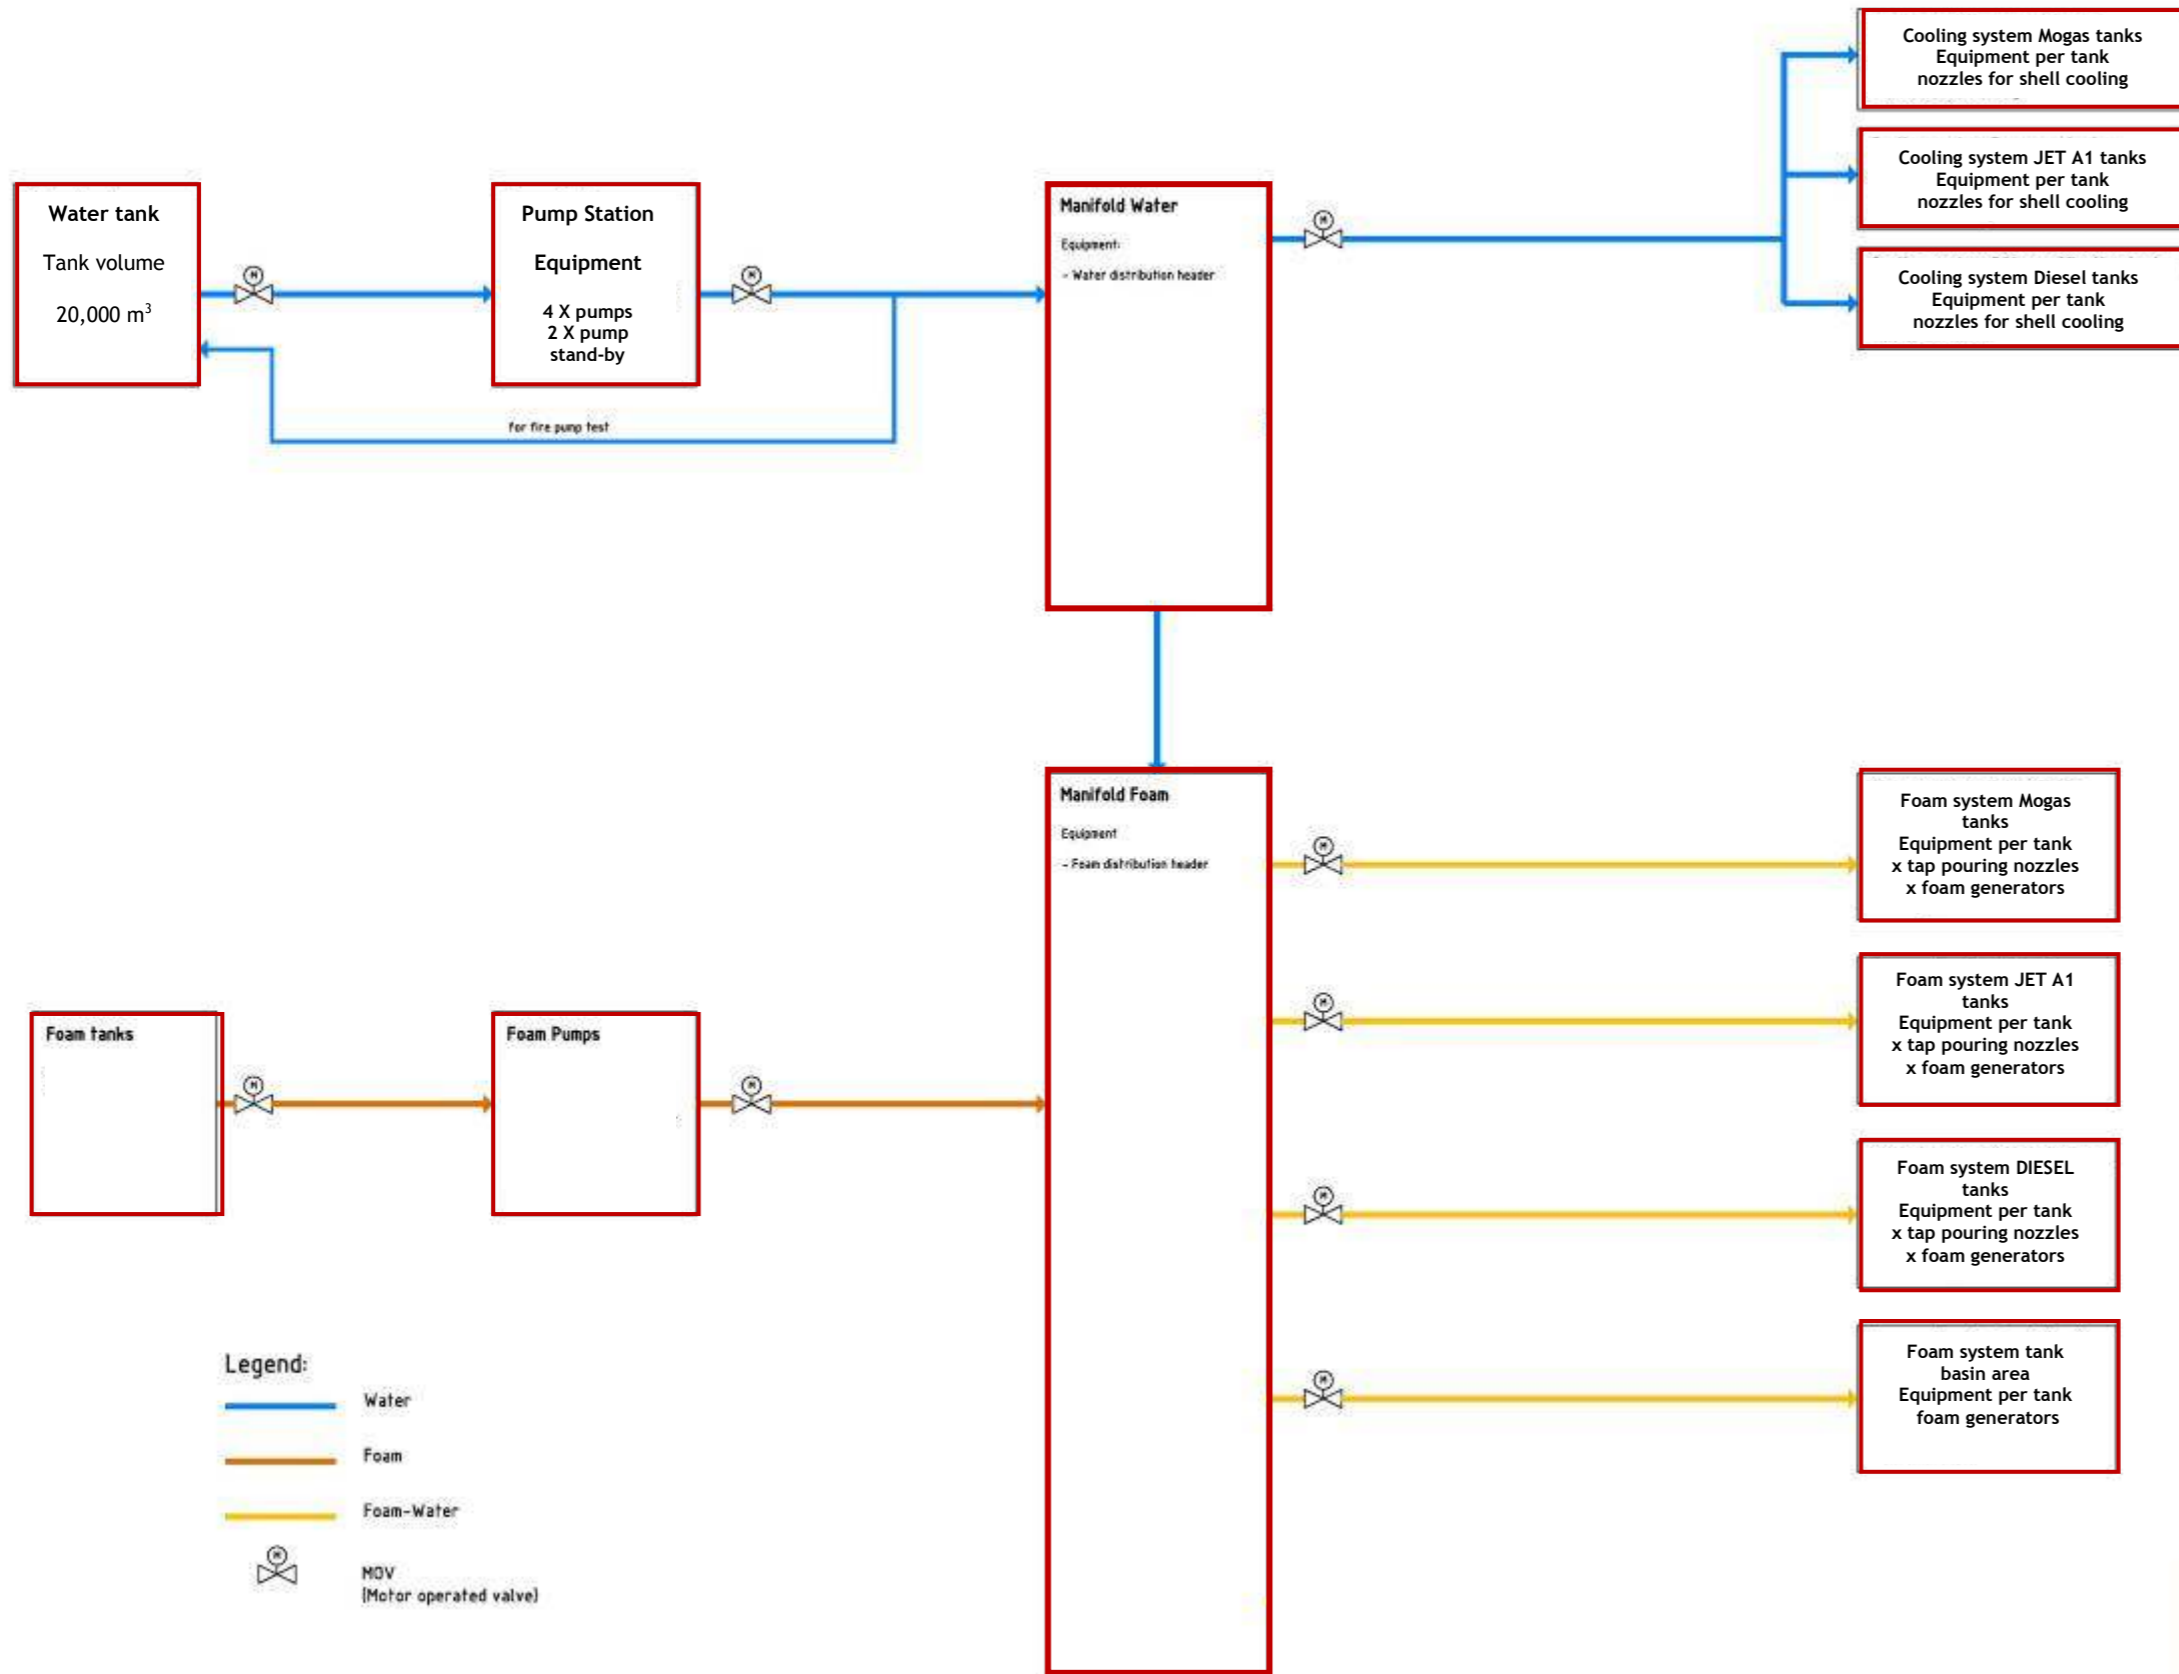 Cooling system Mogas tanks
Equipment per tank
nozzles for shell cooling
Cooling system JET A1 tanks
Equipment per tank
nozzles for shell cooling
Cooling system Diesel tanks
Equipment per tank
nozzles for shell cooling
Water tank
Tank volume
20,000 m³
M
Pump Station
Equipment
4 X pumps
2 X pump
stand-by
M
for fire pump test
Manifold Water
Equipment:
- Water distribution header
M
Manifold Foam
Equipment
- Foam distribution header
M
M
M
M
Foam system Mogas
tanks
Equipment per tank
x tap pouring nozzles
x foam generators
Foam system JET A1
tanks
Equipment per tank
x tap pouring nozzles
x foam generators
Foam system DIESEL
tanks
Equipment per tank
x tap pouring nozzles
x foam generators
Foam system tank
basin area
Equipment per tank
foam generators
Foam tanks
M
Foam Pumps
M
Legend:
Water
Foam
Foam-Water
M
MOV
(Motor operated valve)